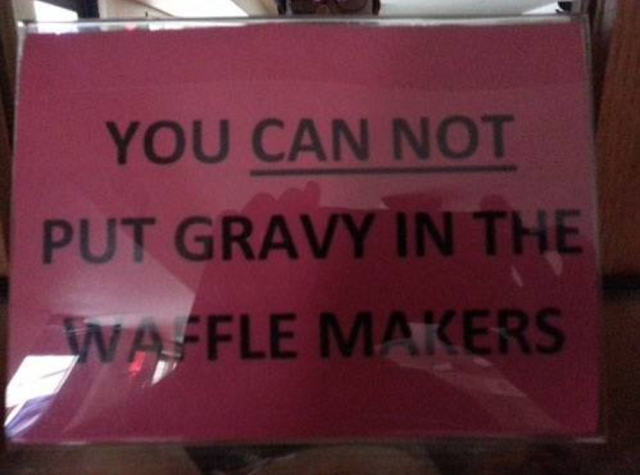 YOU CAN NOT
PUT GRAVY IN THE
WAFFLE MAKERS